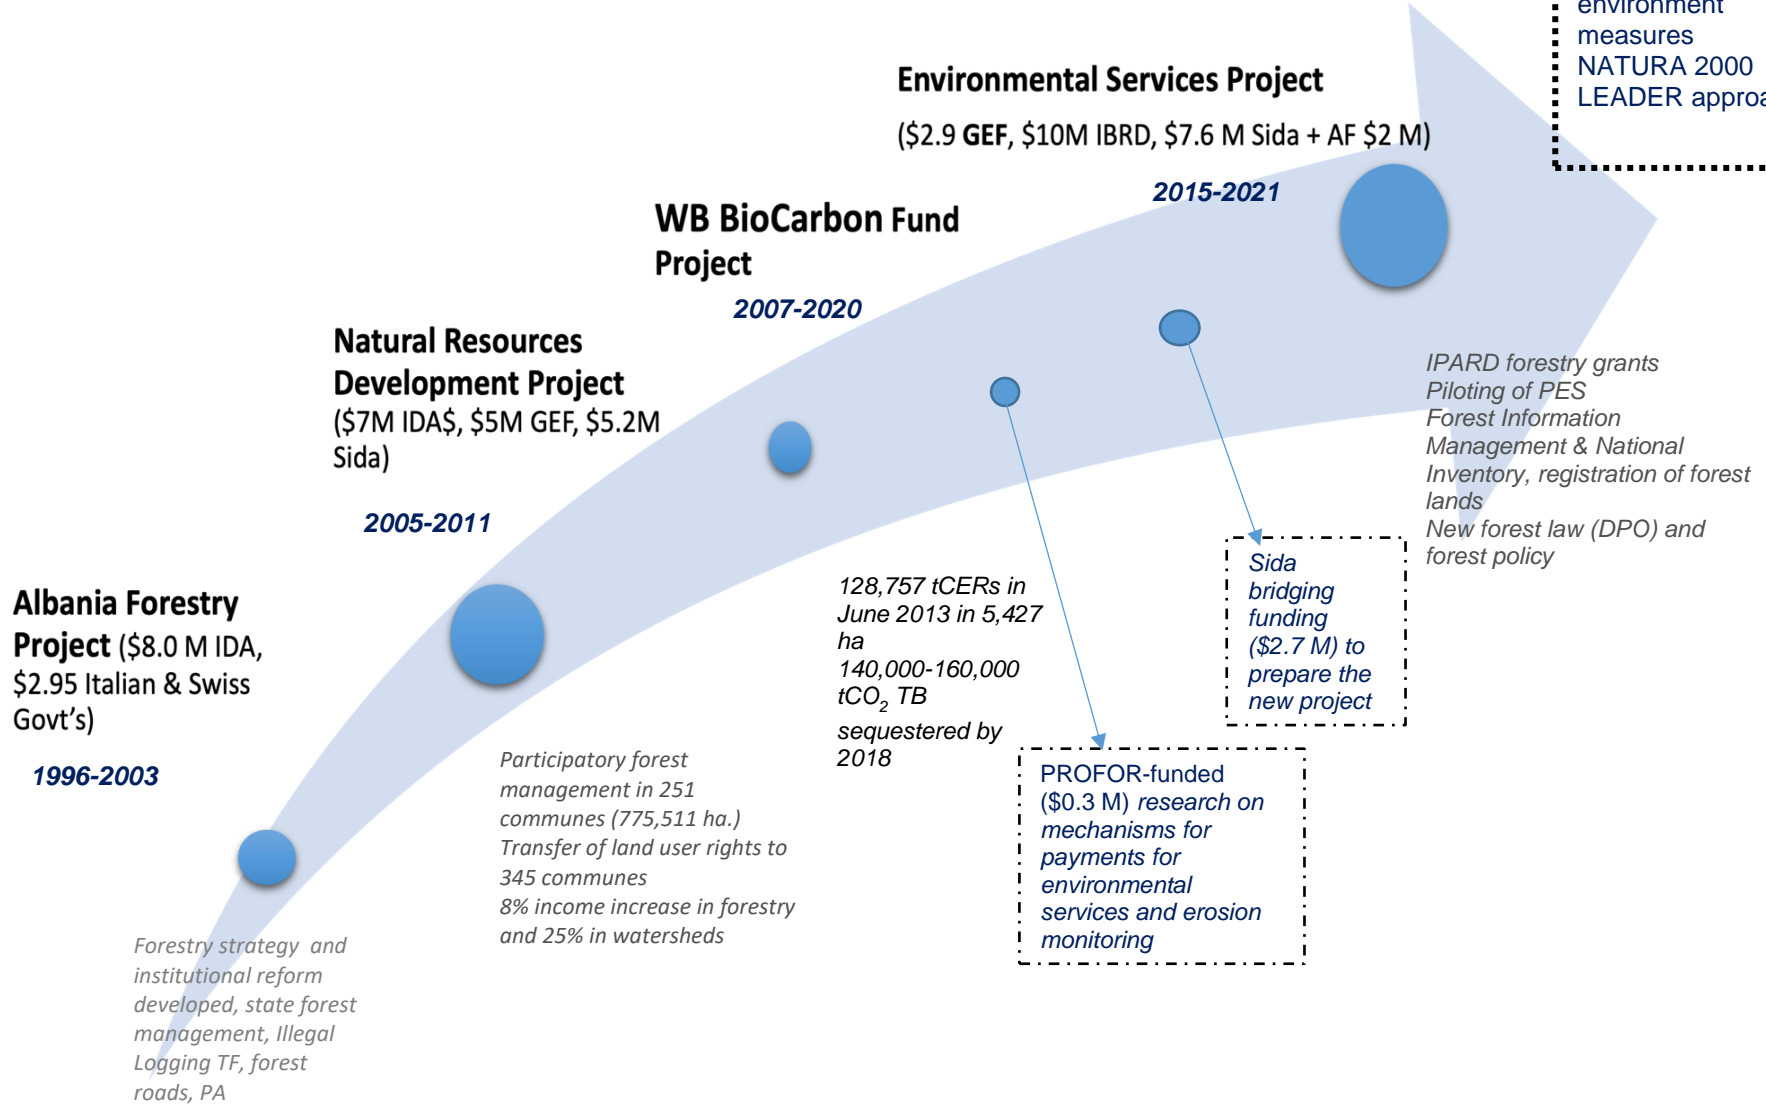 environment
measures
NATURA 2000
LEADER
Environmental Services Project
($2.9 GEF, $10M IBRD, $7.6 M Sida + AF $2 M)
2015-2021
WB BioCarbon Fund
Project
2007-2020
Natural Resources
Development Project
($7M IDA$, $5M GEF, $5.2M
Sida)
2005-2011
Albania Forestry
Project ($8.0 M IDA,
$2.95 Italian & Swiss
Govt’s)
1996-2003
Forestry strategy and
institutional reform
developed, state forest
management, Illegal
Logging TF, forest
roads, PA
Participatory forest
management in 251
communes (775,511 ha.)
Transfer of land user rights to
345 communes
8% income increase in forestry
and 25% in watersheds
128,757 tCERs in
June 2013 in 5,427
ha
140,000-160,000
tCO2 TB
sequestered by
2018
PROFOR-funded
($0.3 M) research on
mechanisms for
payments for
environmental
services and erosion
monitoring
Sida
bridging
funding
($2.7 M) to
prepare the
new project
IPARD forestry grants
Piloting of PES
Forest Information
Management & National
Inventory, registration of forest
lands
New forest law (DPO) and
forest policy